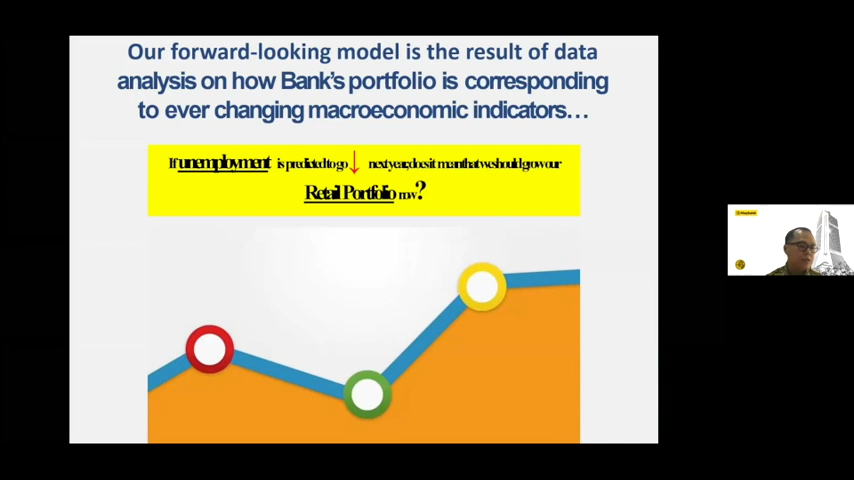 Our forward-looking model is the result of data
analysis on how Bank's portfolio is corresponding
to ever changing macroeconomic indicators...
If unemployment is predicted to go ↓ next year, does it mean that we should grow our
Retail Portfolio now?
Maybank